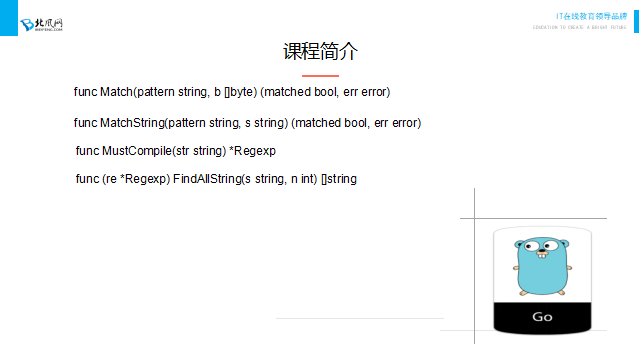 北风网
BEIFENG.COM
IT在线教育领导品牌
EDUCATION TO CREATE A BRIGHT FUTURE
课程简介
func Match(pattern string, b []byte) (matched bool, err error)
func MatchString(pattern string, s string) (matched bool, err error)
func MustCompile(str string) *Regexp
func (re *Regexp) FindAllString(s string, n int) []string
Go